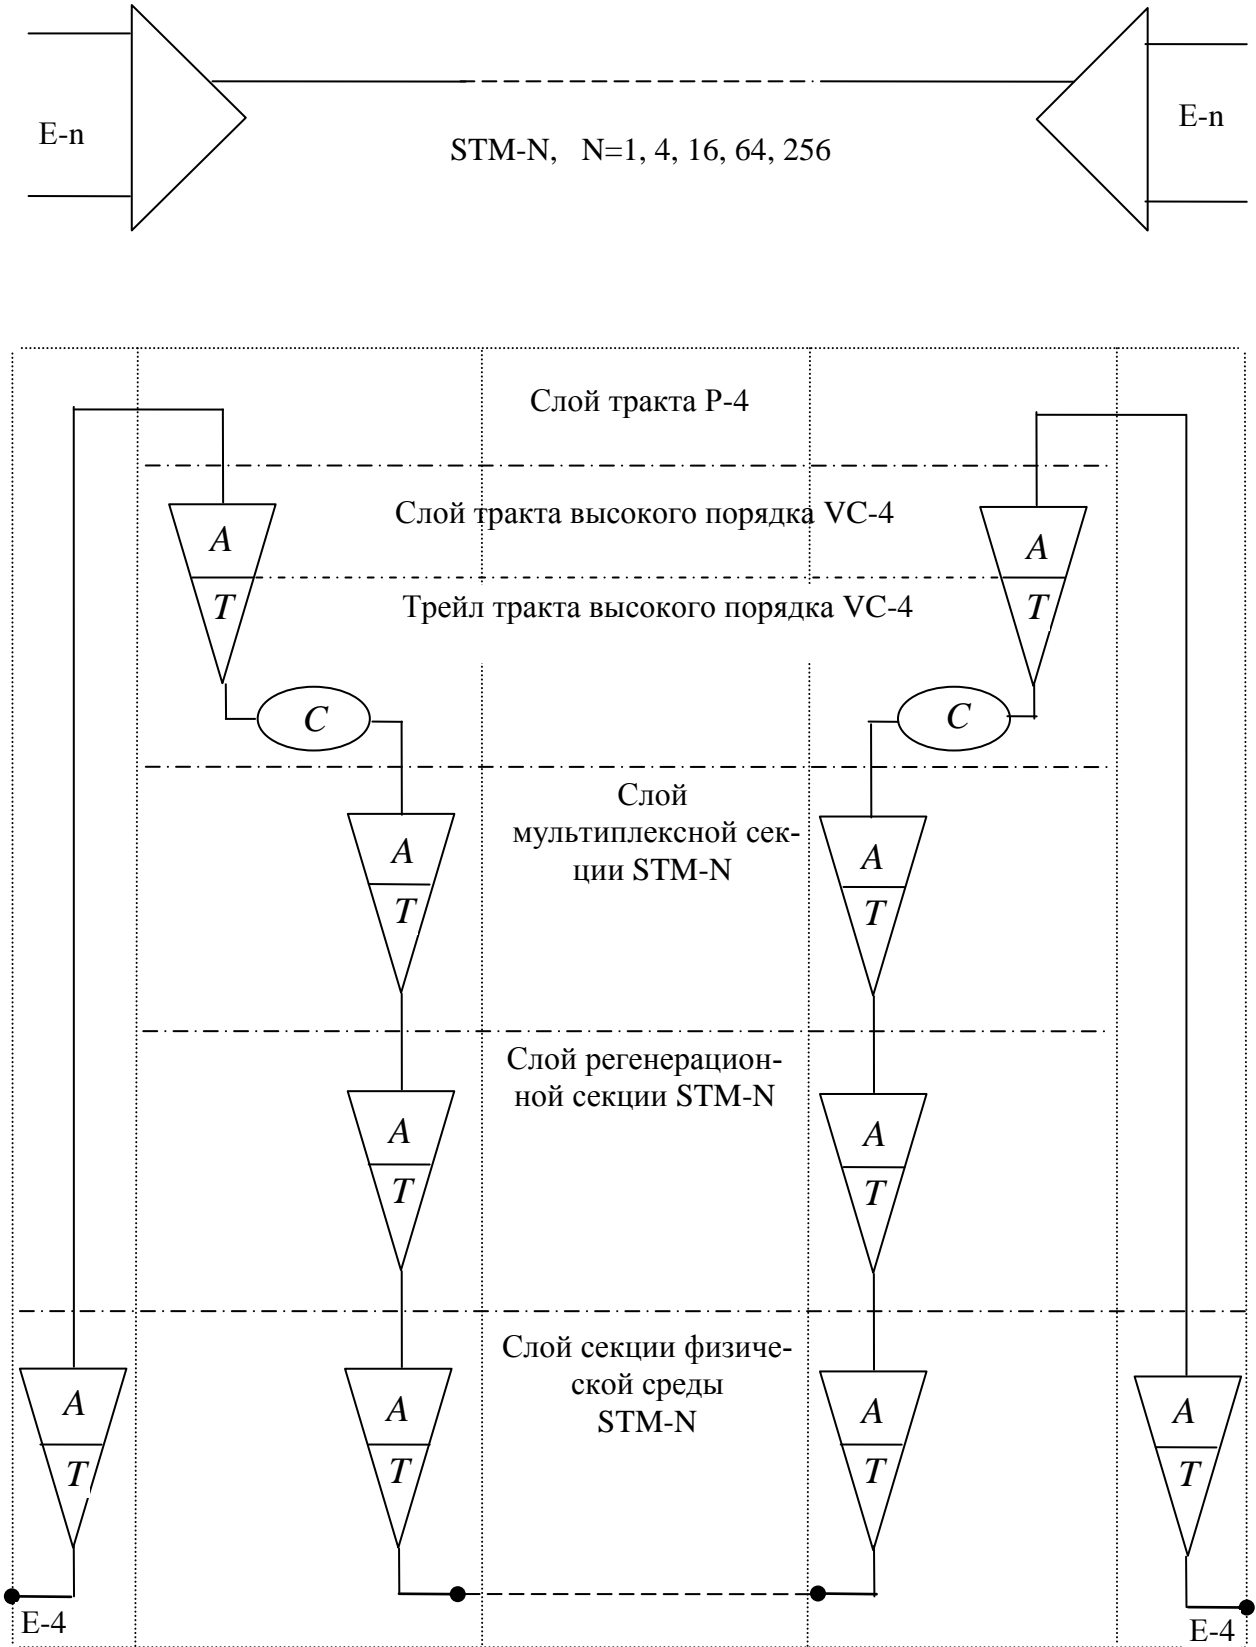 E-n
E-n
STM-N, N=1, 4, 16, 64, 256
Слой тракта P-4
Слой тракта высокого порядка VC-4
A
A
T
Трейл тракта высокого порядка VC-4
T
C
C
Слой
мультиплексной сек-
ции STM-N
A
A
T
T
Слой регенерацион-
ной секции STM-N
A
A
T
T
Слой секции физиче-
ской среды
STM-N
A
A
A
A
T
T
T
T
E-4
E-4